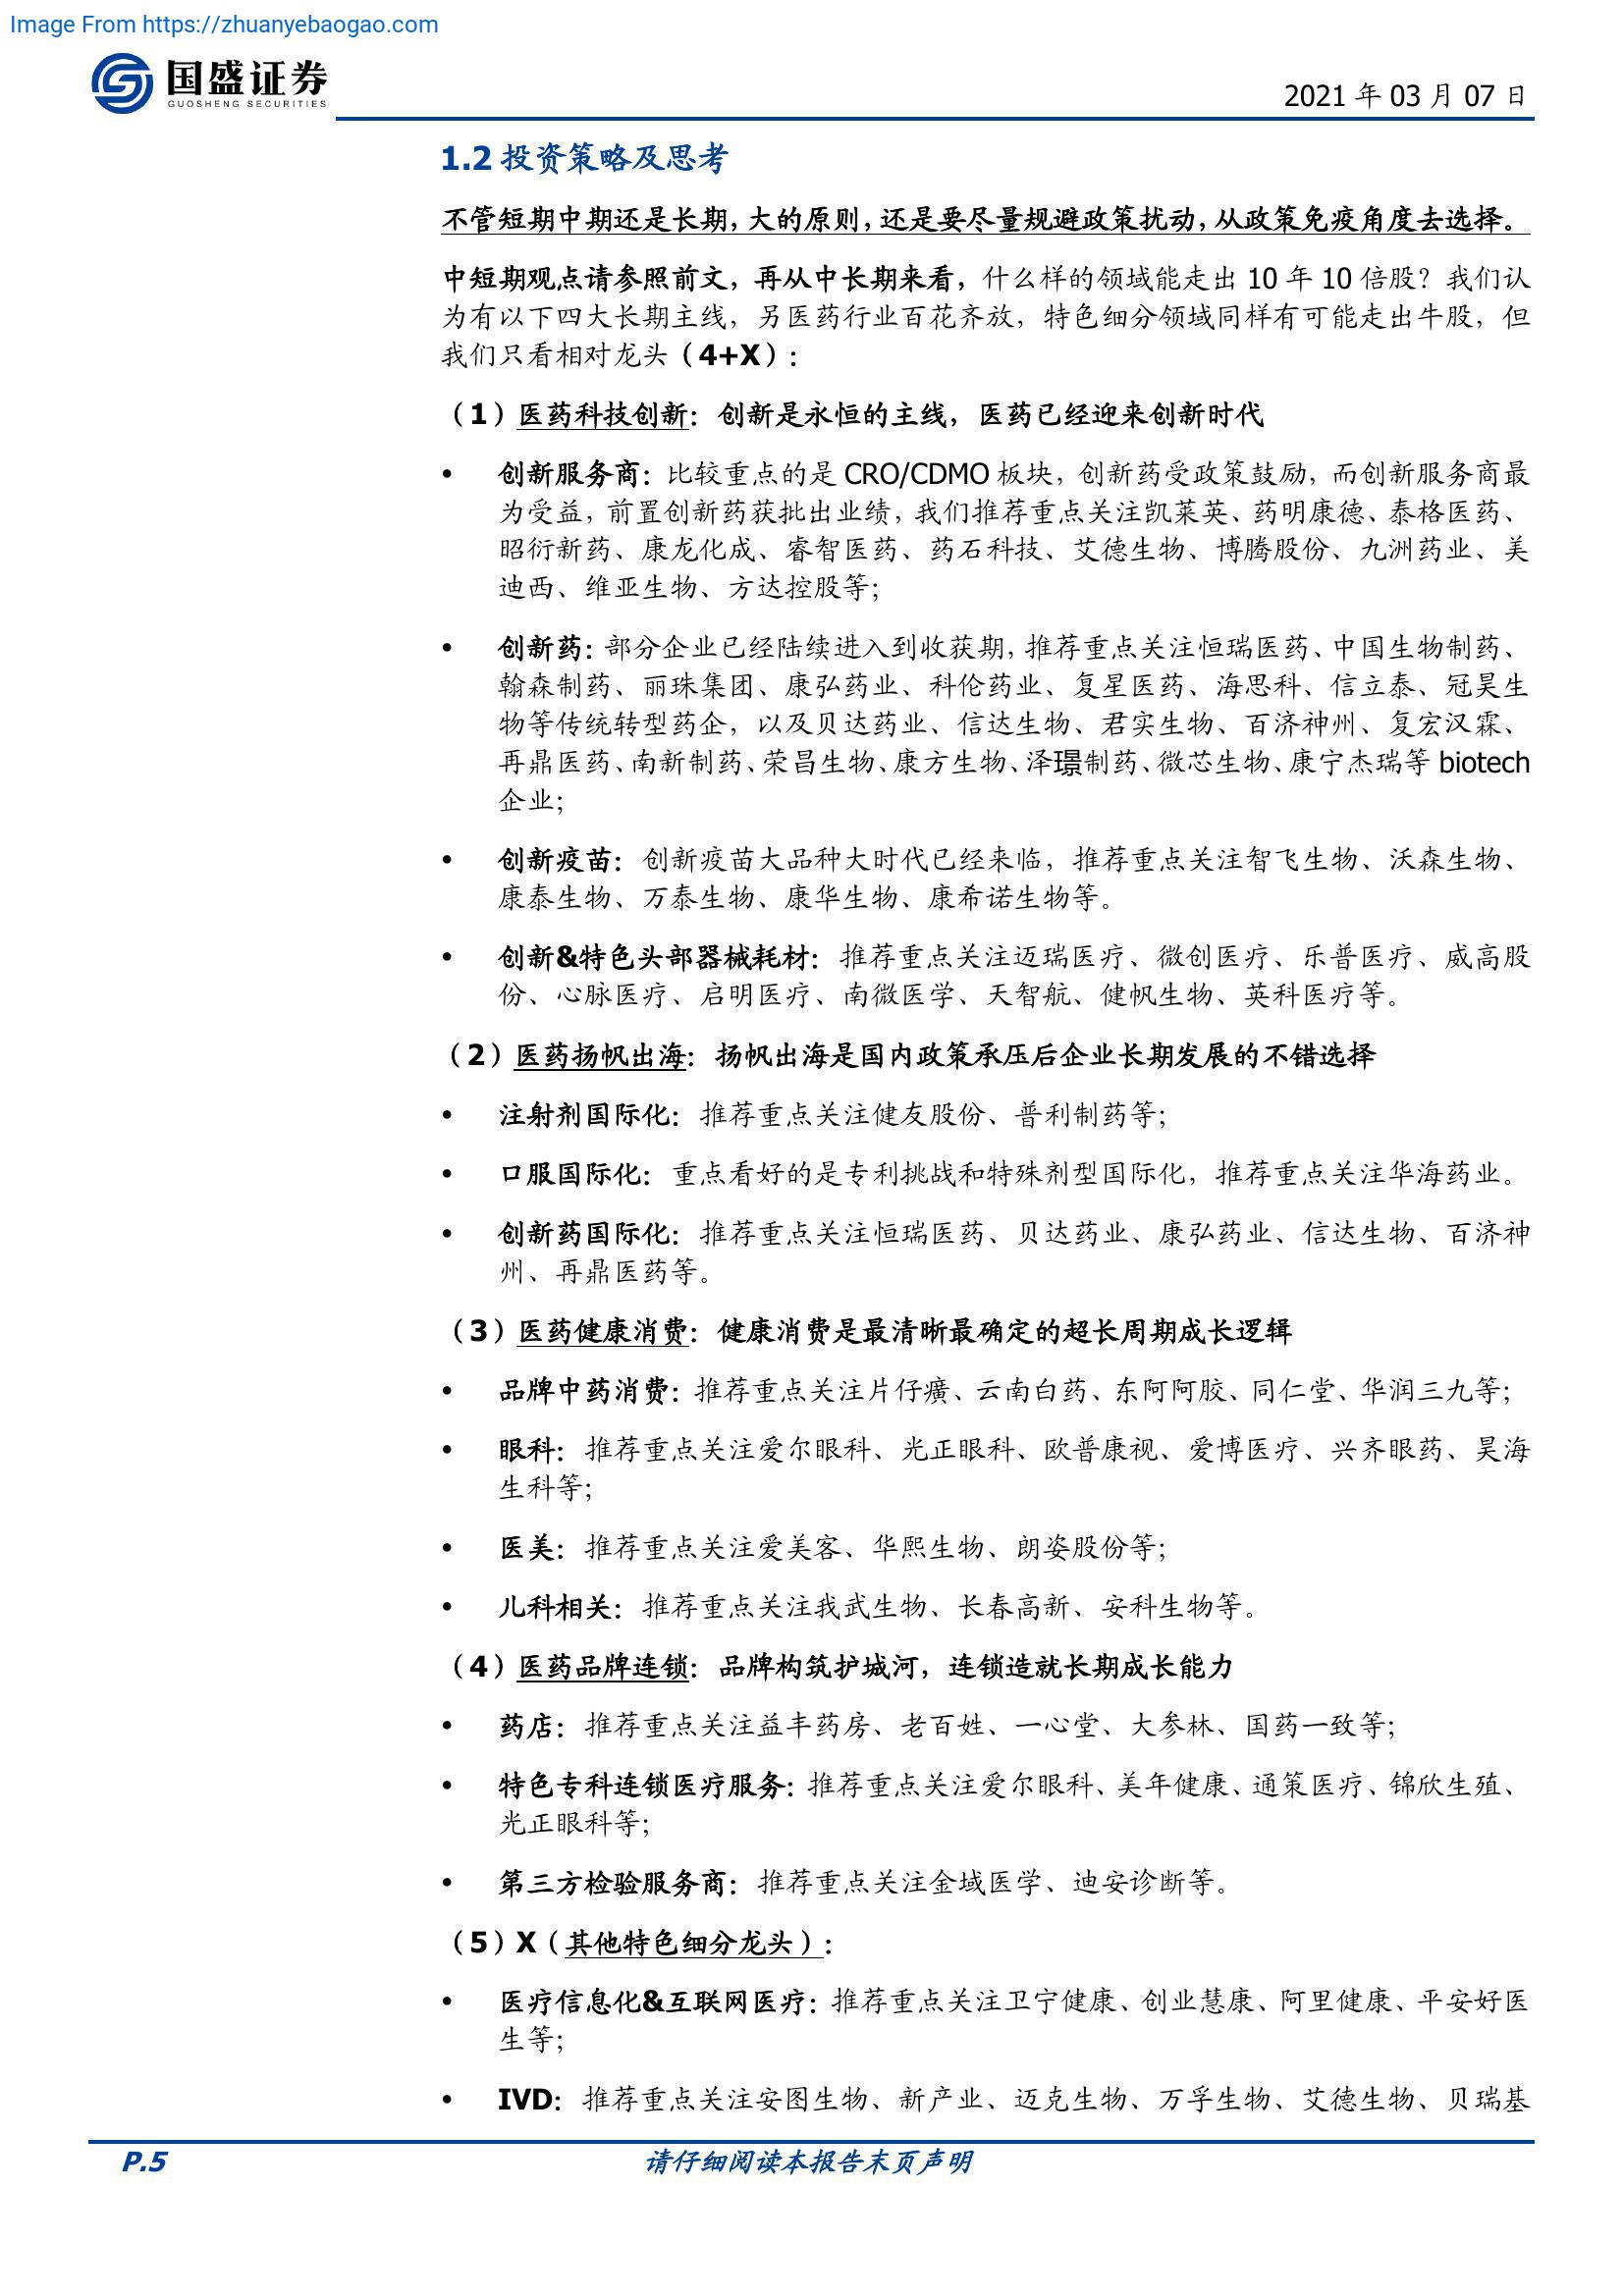 Image From https://zhuanyebaogao.com
国盛证券
GUOSHENG SECURITIES
2021 年 03 月 07 日
1.2 投资策略及思考
不管短期中期还是长期，大的原则，还是要尽量规避政策扰动，从政策免疫角度去选择。
中短期观点请参照前文，再从中长期来看，什么样的领域能走出 10 年 10 倍股？我们认
为有以下四大长期主线，另医药行业百花齐放，特色细分领域同样有可能走出牛股，但
我们只看相对龙头（4+X）：
（1）医药科技创新：创新是永恒的主线，医药已经迎来创新时代
• 创新服务商：比较重点的是 CRO/CDMO 板块，创新药受政策鼓励，而创新服务商最
为受益，前置创新药获批出业绩，我们推荐重点关注凯莱英、药明康德、泰格医药、
昭衍新药、康龙化成、睿智医药、药石科技、艾德生物、博腾股份、九洲药业、美
迪西、维亚生物、方达控股等；
• 创新药：部分企业已经陆续进入到收获期，推荐重点关注恒瑞医药、中国生物制药、
翰森制药、丽珠集团、康弘药业、科伦药业、复星医药、海思科、信立泰、冠昊生
物等传统转型药企，以及贝达药业、信达生物、君实生物、百济神州、复宏汉霖、
再鼎医药、南新制药、荣昌生物、康方生物、泽璟制药、微芯生物、康宁杰瑞等 biotech
企业；
• 创新疫苗：创新疫苗大品种大时代已经来临，推荐重点关注智飞生物、沃森生物、
康泰生物、万泰生物、康华生物、康希诺生物等。
• 创新&特色头部器械耗材：推荐重点关注迈瑞医疗、微创医疗、乐普医疗、威高股
份、心脉医疗、启明医疗、南微医学、天智航、健帆生物、英科医疗等。
（2）医药扬帆出海：扬帆出海是国内政策承压后企业长期发展的不错选择
• 注射剂国际化：推荐重点关注健友股份、普利制药等；
• 口服国际化：重点看好的是专利挑战和特殊剂型国际化，推荐重点关注华海药业。
• 创新药国际化：推荐重点关注恒瑞医药、贝达药业、康弘药业、信达生物、百济神
州、再鼎医药等。
（3）医药健康消费：健康消费是最清晰最确定的超长周期成长逻辑
• 品牌中药消费：推荐重点关注片仔癀、云南白药、东阿阿胶、同仁堂、华润三九等；
• 眼科：推荐重点关注爱尔眼科、光正眼科、欧普康视、爱博医疗、兴齐眼药、昊海
生科等；
• 医美：推荐重点关注爱美客、华熙生物、朗姿股份等；
• 儿科相关：推荐重点关注我武生物、长春高新、安科生物等。
（4）医药品牌连锁：品牌构筑护城河，连锁造就长期成长能力
• 药店：推荐重点关注益丰药房、老百姓、一心堂、大参林、国药一致等；
• 特色专科连锁医疗服务：推荐重点关注爱尔眼科、美年健康、通策医疗、锦欣生殖、
光正眼科等；
• 第三方检验服务商：推荐重点关注金域医学、迪安诊断等。
（5）X（其他特色细分龙头）：
• 医疗信息化&互联网医疗：推荐重点关注卫宁健康、创业慧康、阿里健康、平安好医
生等；
• IVD：推荐重点关注安图生物、新产业、迈克生物、万孚生物、艾德生物、贝瑞基
P.5
请仔细阅读本报告末页声明